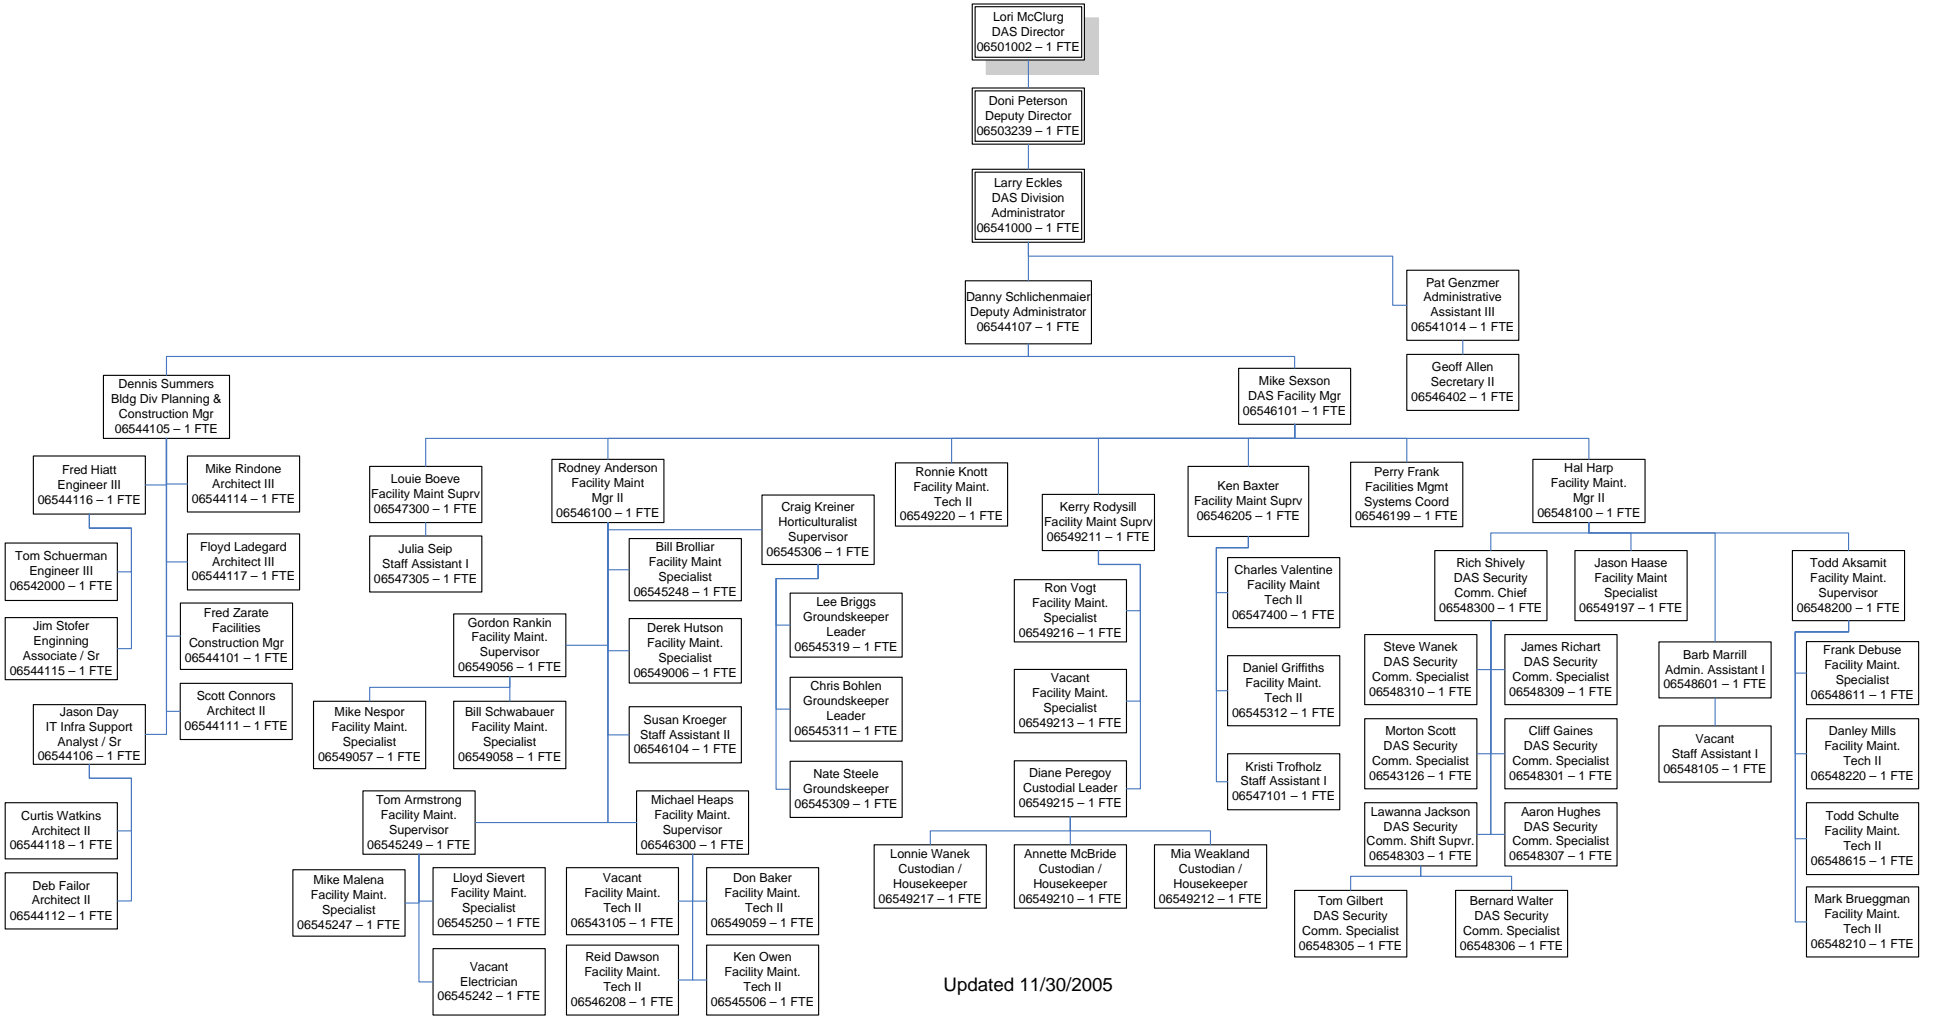 Lori McClurg
DAS Director
06501002 – 1 FTE
Doni Peterson
Deputy Director
06503239 – 1 FTE
Larry Eckles
DAS Division
Administrator
06541000 – 1 FTE
Danny Schlichenmaier
Deputy Administrator
06544107 – 1 FTE
Pat Genzmer
Administrative
Assistant III
06541014 – 1 FTE
Geoff Allen
Secretary II
06546402 – 1 FTE
Dennis Summers
Bldg Div Planning &
Construction Mgr
06544105 – 1 FTE
Mike Sexson
DAS Facility Mgr
06546101 – 1 FTE
Fred Hiatt
Engineer III
06544116 – 1 FTE
Mike Rindone
Architect III
06544114 – 1 FTE
Tom Schuerman
Engineer III
06542000 – 1 FTE
Floyd Ladegard
Architect III
06544117 – 1 FTE
Jim Stofer
Enginning
Associate / Sr
06544115 – 1 FTE
Fred Zarate
Facilities
Construction Mgr
06544101 – 1 FTE
Jason Day
IT Infra Support
Analyst / Sr
06544106 – 1 FTE
Scott Connors
Architect II
06544111 – 1 FTE
Curtis Watkins
Architect II
06544118 – 1 FTE
Deb Failor
Architect II
06544112 – 1 FTE
Louie Boeve
Facility Maint Suprv
06547300 – 1 FTE
Julia Seip
Staff Assistant I
06547305 – 1 FTE
Rodney Anderson
Facility Maint
Mgr II
06546100 – 1 FTE
Craig Kreiner
Horticulturalist
Supervisor
06545306 – 1 FTE
Bill Brolliar
Facility Maint
Specialist
06545248 – 1 FTE
Lee Briggs
Groundskeeper
Leader
06545319 – 1 FTE
Gordon Rankin
Facility Maint.
Supervisor
06549056 – 1 FTE
Derek Hutson
Facility Maint.
Specialist
06549006 – 1 FTE
Chris Bohlen
Groundskeeper
Leader
06545311 – 1 FTE
Mike Nespor
Facility Maint.
Specialist
06549057 – 1 FTE
Bill Schwabauer
Facility Maint.
Specialist
06549058 – 1 FTE
Susan Kroeger
Staff Assistant II
06546104 – 1 FTE
Nate Steele
Groundskeeper
06545309 – 1 FTE
Tom Armstrong
Facility Maint.
Supervisor
06545249 – 1 FTE
Michael Heaps
Facility Maint.
Supervisor
06546300 – 1 FTE
Mike Malena
Facility Maint.
Specialist
06545247 – 1 FTE
Lloyd Sievert
Facility Maint.
Specialist
06545250 – 1 FTE
Vacant
Facility Maint.
Tech II
06543105 – 1 FTE
Don Baker
Facility Maint.
Tech II
06549059 – 1 FTE
Vacant
Electrician
06545242 – 1 FTE
Reid Dawson
Facility Maint.
Tech II
06546208 – 1 FTE
Ken Owen
Facility Maint.
Tech II
06545506 – 1 FTE
Ronnie Knott
Facility Maint.
Tech II
06549220 – 1 FTE
Kerry Rodysill
Facility Maint Suprv
06549211 – 1 FTE
Ron Vogt
Facility Maint.
Specialist
06549216 – 1 FTE
Vacant
Facility Maint.
Specialist
06549213 – 1 FTE
Diane Peregoy
Custodial Leader
06549215 – 1 FTE
Lonnie Wanek
Custodian /
Housekeeper
06549217 – 1 FTE
Annette McBride
Custodian /
Housekeeper
06549210 – 1 FTE
Mia Weakland
Custodian /
Housekeeper
06549212 – 1 FTE
Ken Baxter
Facility Maint Suprv
06546205 – 1 FTE
Charles Valentine
Facility Maint
Tech II
06547400 – 1 FTE
Daniel Griffiths
Facility Maint.
Tech II
06545312 – 1 FTE
Kristi Trofholz
Staff Assistant I
06547101 – 1 FTE
Perry Frank
Facilities Mgmt
Systems Coord
06546199 – 1 FTE
Hal Harp
Facility Maint.
Mgr II
06548100 – 1 FTE
Rich Shively
DAS Security
Comm. Chief
06548300 – 1 FTE
Jason Haase
Facility Maint
Specialist
06549197 – 1 FTE
Todd Aksamit
Facility Maint.
Supervisor
06548200 – 1 FTE
Steve Wanek
DAS Security
Comm. Specialist
06548310 – 1 FTE
James Richart
DAS Security
Comm. Specialist
06548309 – 1 FTE
Barb Marrill
Admin. Assistant I
06548601 – 1 FTE
Frank Debuse
Facility Maint.
Specialist
06548611 – 1 FTE
Morton Scott
DAS Security
Comm. Specialist
06543126 – 1 FTE
Cliff Gaines
DAS Security
Comm. Specialist
06548301 – 1 FTE
Vacant
Staff Assistant I
06548105 – 1 FTE
Danley Mills
Facility Maint.
Tech II
06548220 – 1 FTE
Lawanna Jackson
DAS Security
Comm. Shift Supvr.
06548303 – 1 FTE
Aaron Hughes
DAS Security
Comm. Specialist
06548307 – 1 FTE
Todd Schulte
Facility Maint.
Tech II
06548615 – 1 FTE
Tom Gilbert
DAS Security
Comm. Specialist
06548305 – 1 FTE
Bernard Walter
DAS Security
Comm. Specialist
06548306 – 1 FTE
Mark Brueggman
Facility Maint.
Tech II
06548210 – 1 FTE
Updated 11/30/2005